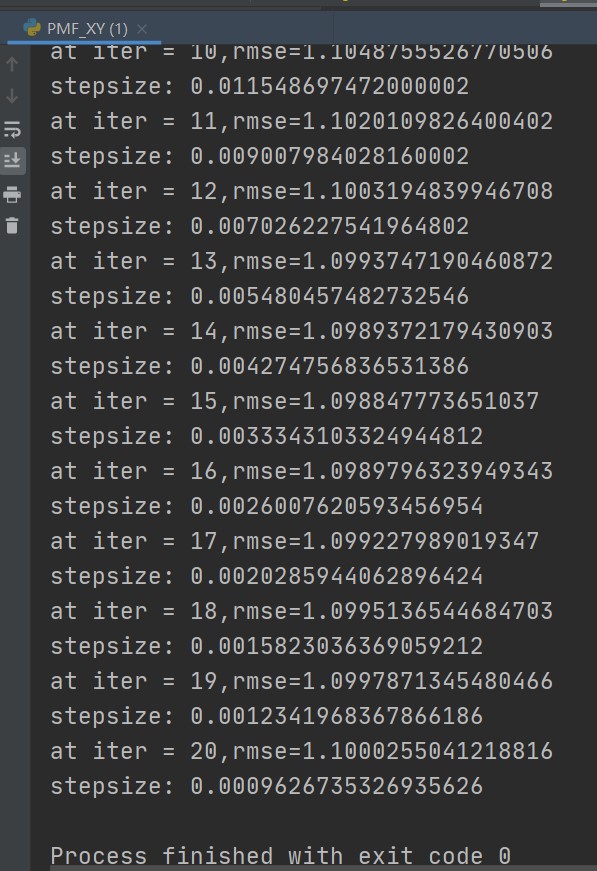 PMF_XY (1) ×
at iter = 10,rmse=1.1048755526770506
stepsize: 0.011548697472000002
at iter = 11,rmse=1.1020109826400402
stepsize: 0.009007984028160002
at iter = 12,rmse=1.1003194839946708
stepsize: 0.007026227541964802
at iter = 13,rmse=1.0993747190460872
stepsize: 0.005480457482732546
at iter = 14,rmse=1.0989372179430903
stepsize: 0.004274756836531386
at iter = 15,rmse=1.098847773651037
stepsize: 0.0033343103324944812
at iter = 16,rmse=1.0989796323949343
stepsize: 0.0026007620593456954
at iter = 17,rmse=1.099227989019347
stepsize: 0.0020285944062896424
at iter = 18,rmse=1.0995136544684703
stepsize: 0.0015823036369059212
at iter = 19,rmse=1.0997871345480466
stepsize: 0.0012341968367866186
at iter = 20,rmse=1.1000255041218816
stepsize: 0.0009626735326935626
Process finished with exit code 0